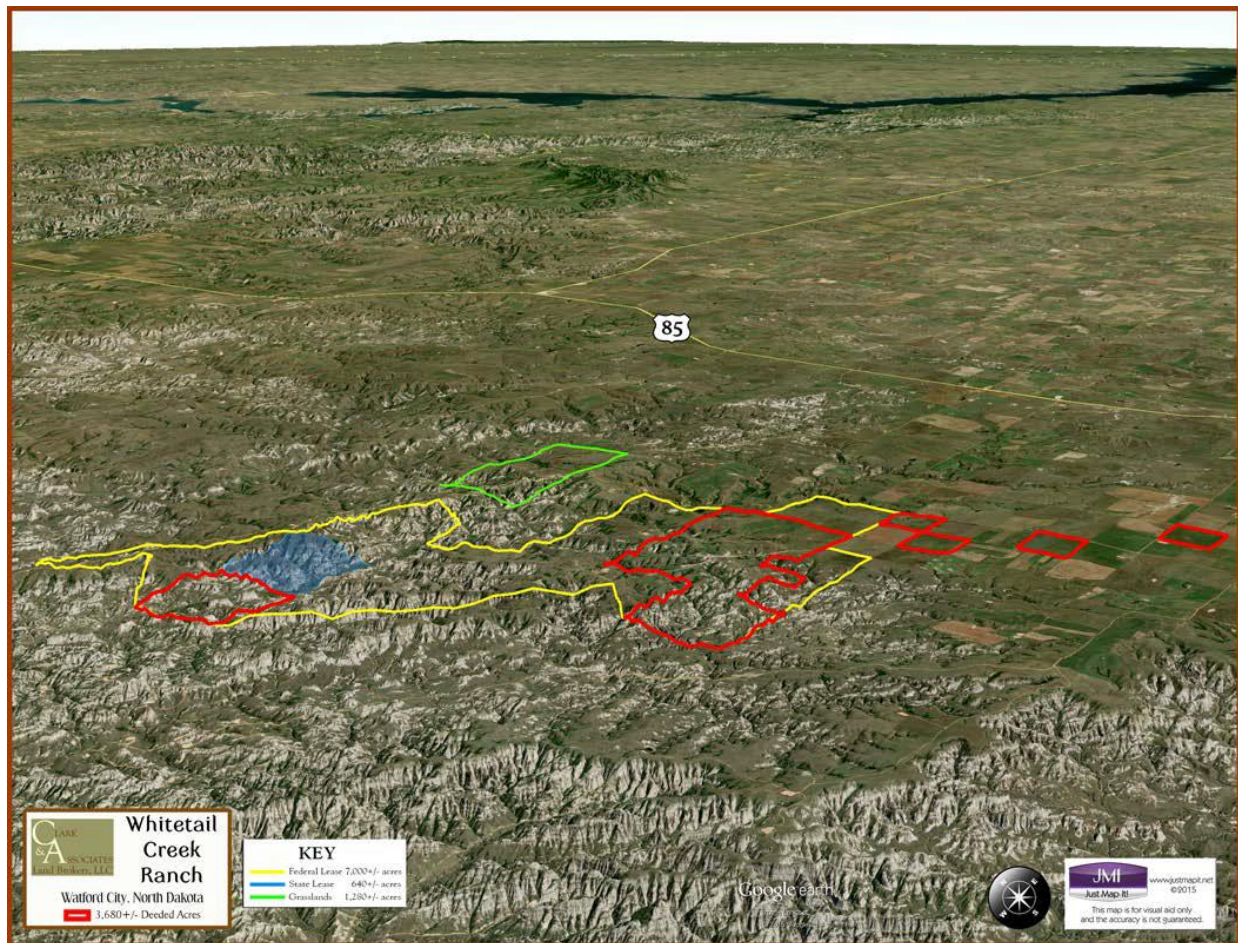 85
CLARK
& ASSOCIATES
Land Brokers, LLC
Whitetail
Creek
Ranch
Watford City, North Dakota
3,680+/- Deeded Acres
KEY
Federal Lease 7,000+/- acres
State Lease 640+/- acres
Grasslands 1,280+/- acres
Google earth
N
E
S
W
JMI
Just Map It!
www.justmapit.net
©2015
This map is for visual aid only
and the accuracy is not guaranteed.